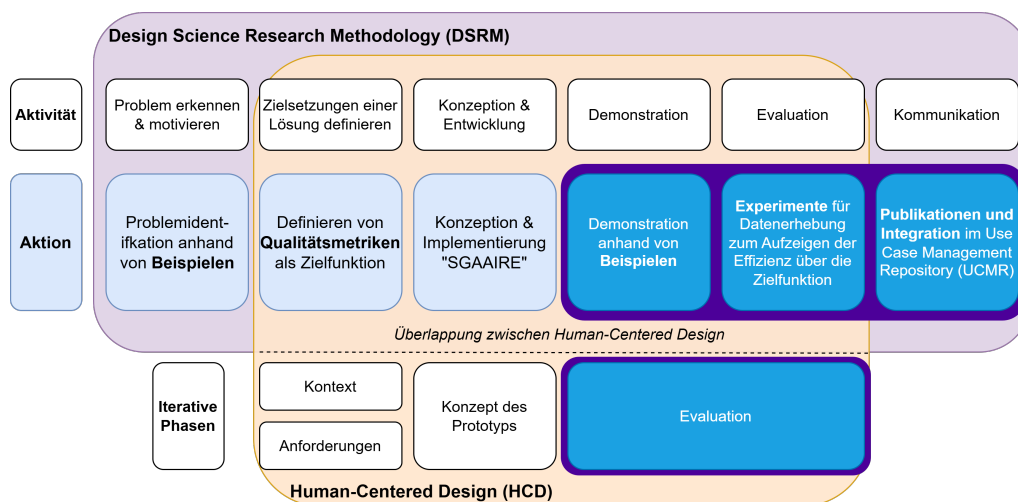 Design Science Research Methodology (DSRM)
Aktivität
Problem erkennen
& motivieren
Zielsetzungen einer
Lösung definieren
Konzeption &
Entwicklung
Demonstration
Evaluation
Kommunikation
Aktion
Problemident-
ifkation anhand
von Beispielen
Definieren von
Qualitätsmetriken
als Zielfunktion
Konzeption &
Implementierung
"SGAAIRE"
Demonstration
anhand von
Beispielen
Experimente für
Datenerhebung
zum Aufzeigen der
Effizienz über die
Zielfunktion
Publikationen und
Integration im Use
Case Management
Repository (UCMR)
Überlappung zwischen Human-Centered Design
Iterative
Phasen
Kontext
Anforderungen
Konzept des
Prototyps
Evaluation
Human-Centered Design (HCD)